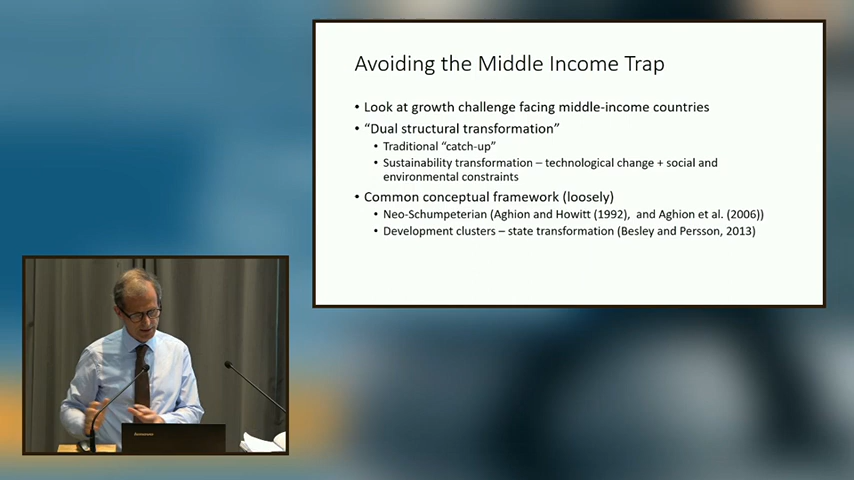 Avoiding the Middle Income Trap
• Look at growth challenge facing middle-income countries
• “Dual structural transformation”
• Traditional “catch-up”
• Sustainability transformation – technological change + social and
environmental constraints
• Common conceptual framework (loosely)
• Neo-Schumpeterian (Aghion and Howitt (1992), and Aghion et al. (2006))
• Development clusters – state transformation (Besley and Persson, 2013)